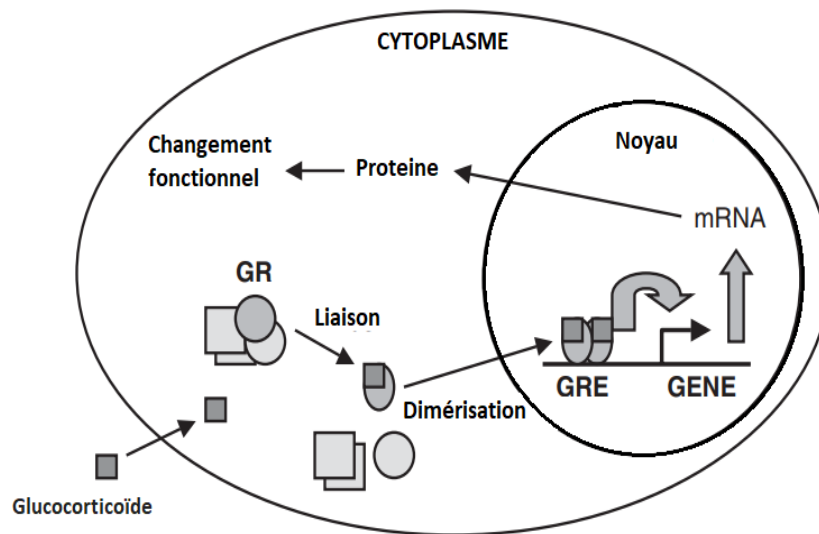 CYTOPLASME
Noyau
Changement
fonctionnel
Proteine
mRNA
GR
Liaison
Dimérisation
GRE
GENE
Glucocorticoïde